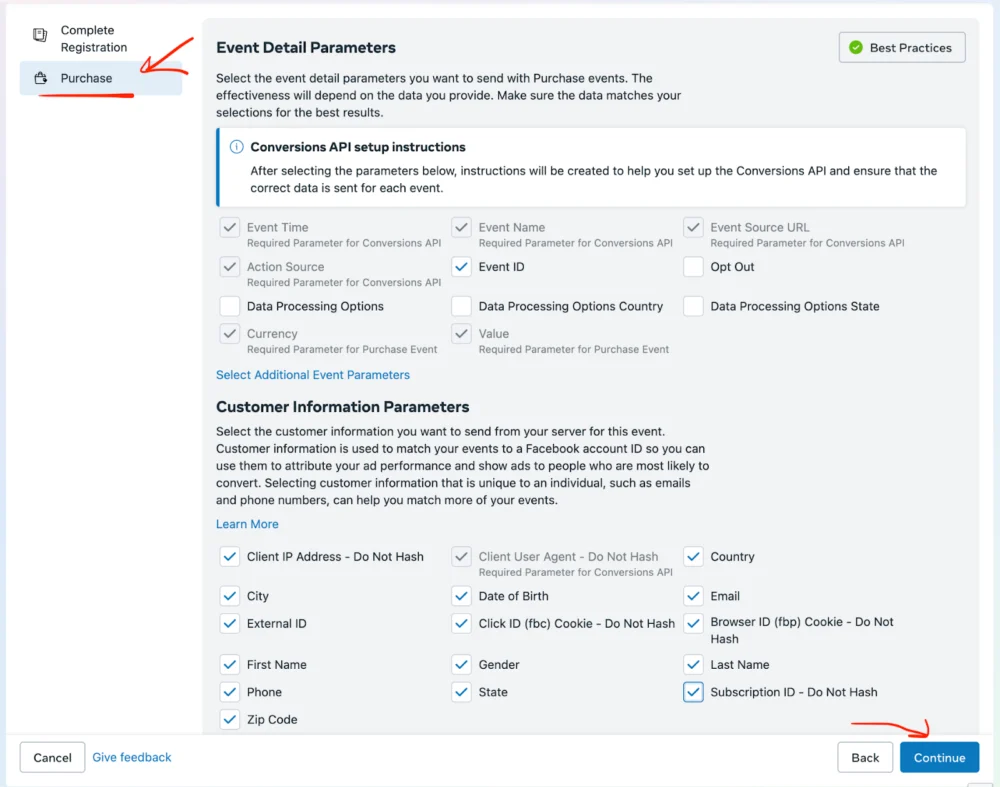 Complete
Registration
Purchase
Event Detail Parameters
Best Practices
Select the event detail parameters you want to send with Purchase events. The
effectiveness will depend on the data you provide. Make sure the data matches your
selections for the best results.
Conversions API setup instructions
After selecting the parameters below, instructions will be created to help you set up the Conversions API and ensure that the
correct data is sent for each event.
Event Time
Required Parameter for Conversions API
Event Name
Required Parameter for Conversions API
Event Source URL
Required Parameter for Conversions API
Action Source
Required Parameter for Conversions API
Event ID
Opt Out
Data Processing Options
Data Processing Options Country
Data Processing Options State
Currency
Required Parameter for Purchase Event
Value
Required Parameter for Purchase Event
Select Additional Event Parameters
Customer Information Parameters
Select the customer information you want to send from your server for this event.
Customer information is used to match your events to a Facebook account ID so you can
use them to attribute your ad performance and show ads to people who are most likely to
convert. Selecting customer information that is unique to an individual, such as emails
and phone numbers, can help you match more of your events.
Learn More
Client IP Address - Do Not Hash
Client User Agent - Do Not Hash
Required Parameter for Conversions API
Country
City
Date of Birth
Email
External ID
Click ID (fbc) Cookie - Do Not Hash
Browser ID (fbp) Cookie - Do Not
Hash
First Name
Gender
Last Name
Phone
State
Subscription ID - Do Not Hash
Zip Code
Cancel
Give feedback
Back
Continue